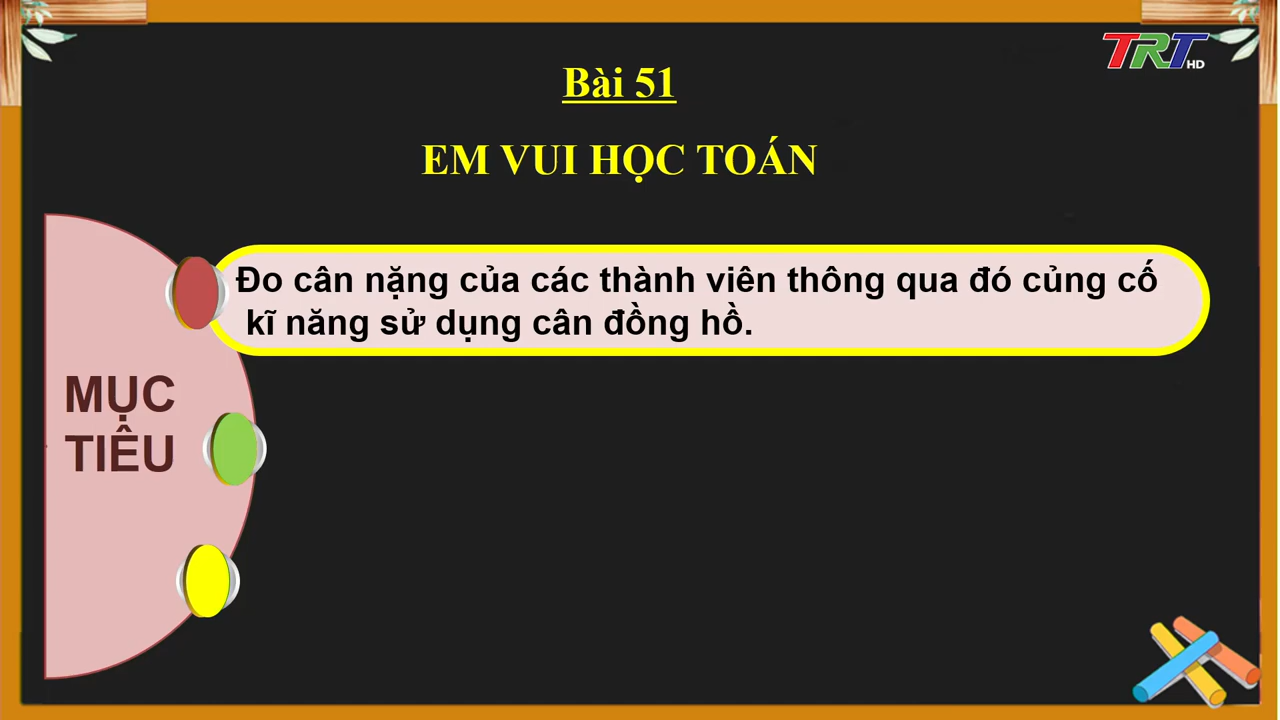 TRT HD
Bài 51
EM VUI HỌC TOÁN
Đo cân nặng của các thành viên thông qua đó củng cố
kĩ năng sử dụng cân đồng hồ.
MỤC
TIÊU